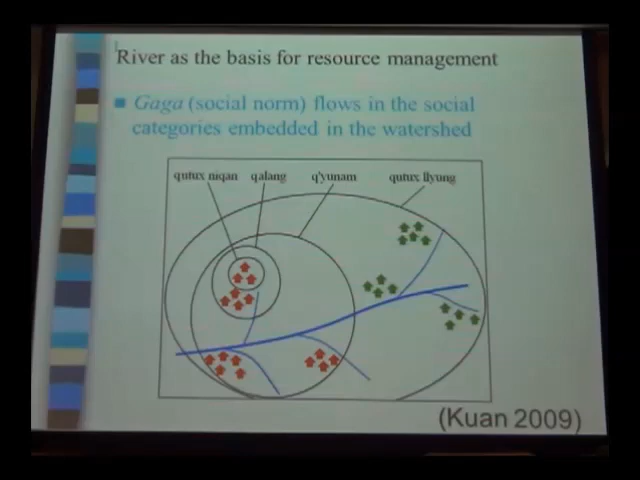 River as the basis for resource management
Gaga (social norm) flows in the social
categories embedded in the watershed
qutux niqan qalang q'yunam qutux llyung
(Kuan 2009)